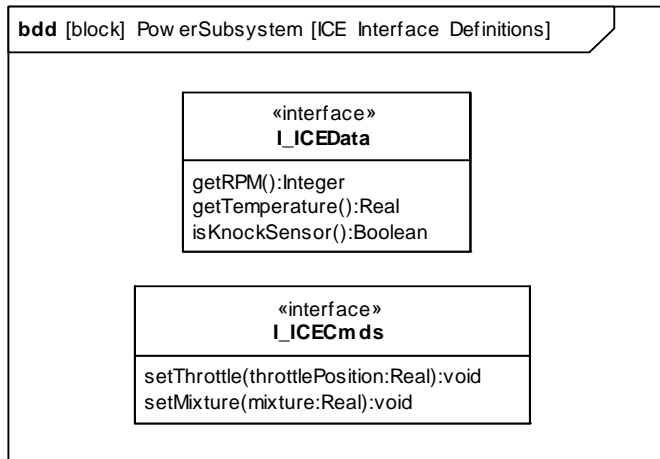 bdd [block] PowerSubsystem [ICE Interface Definitions]
«interface»
I_ICEData
getRPM():Integer
getTemperature():Real
isKnockSensor():Boolean
«interface»
I_ICECmds
setThrottle(throttlePosition:Real):void
setMixture(mixture:Real):void